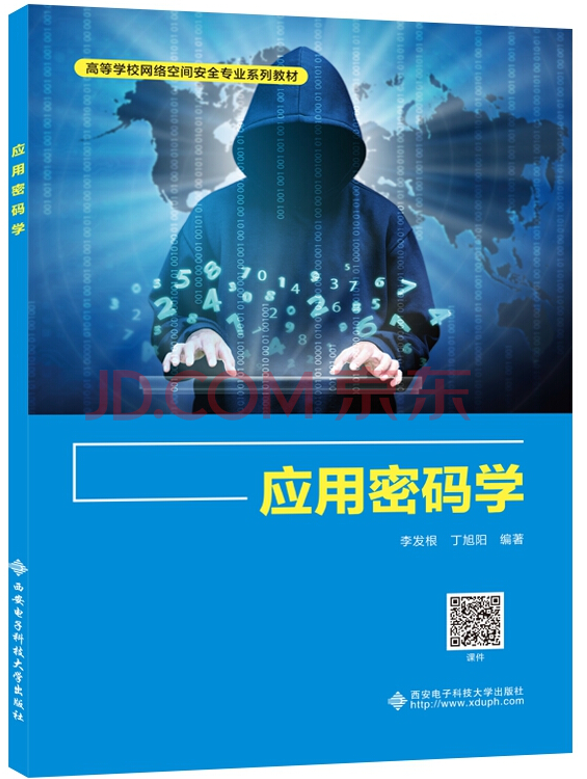 高等学校网络空间安全专业系列教材
应用密码学
JD.COM 京东
应用密码学
李发根 丁旭阳 编著
课件
西安电子科技大学出版社
http://www.xduph.com
西安电子科技大学出版社